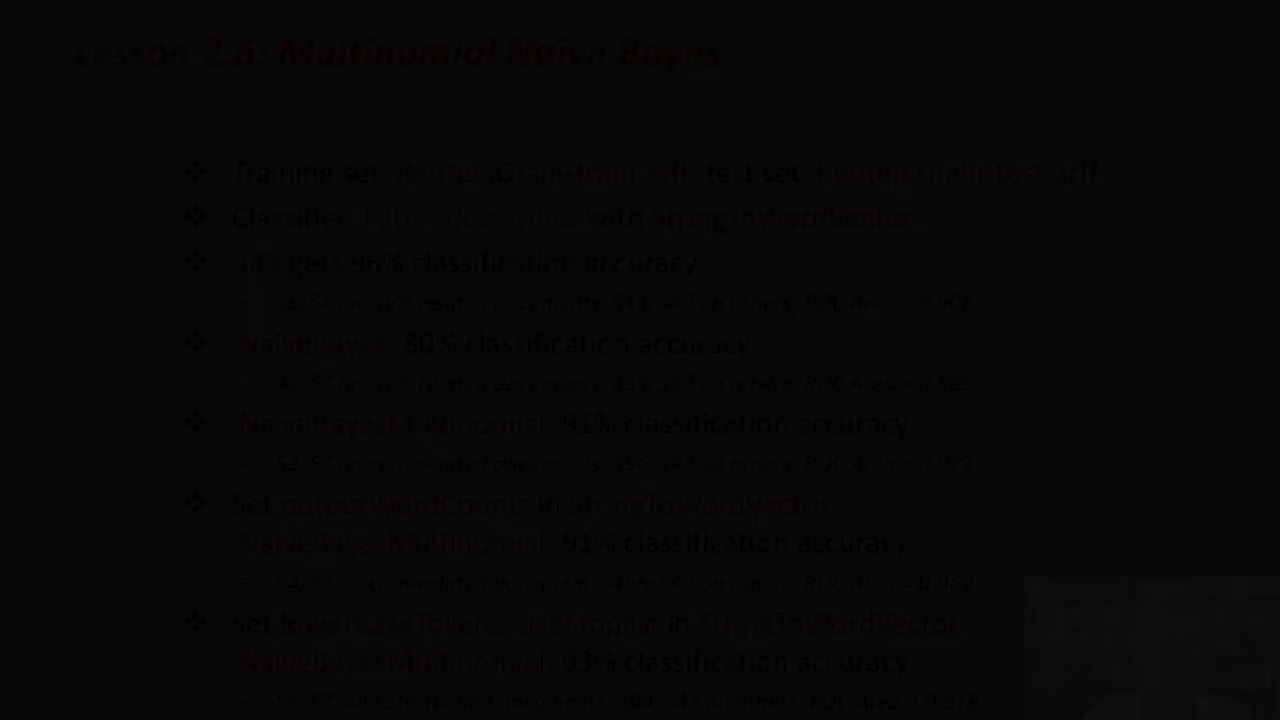 Lesson 2.6: Multinomial Naïve Bayes
❖ Training set: ReutersGrain-train.arff; test set: ReutersGrain-test.arff
❖ Classifier: FilteredClassifier with StringToWordVector
❖ J48 gets 96% classification accuracy
– 38/57 on corn-related documents, 544/547 on others; ROC Area = 0.906
❖ NaiveBayes: 80% classification accuracy
– 46/57 on corn-related documents, 439/547 on others; ROC Area = 0.885
❖ NaiveBayesMultinomial: 91% classification accuracy
– 52/57 on corn-related documents, 496/547 on others; ROC Area = 0.973
❖ Set outputWordCounts in StringToWordVector
NaiveBayesMultinomial: 91% classification accuracy
– 54/57 on corn-related documents, 496/547 on others; ROC Area = 0.962
❖ Set lowerCaseTokens, useStoplist in StringToWordVector
NaiveBayesMultinomial: 93% classification accuracy
– 56/57 on corn-related documents, 504/547 on others; ROC Area = 0.978